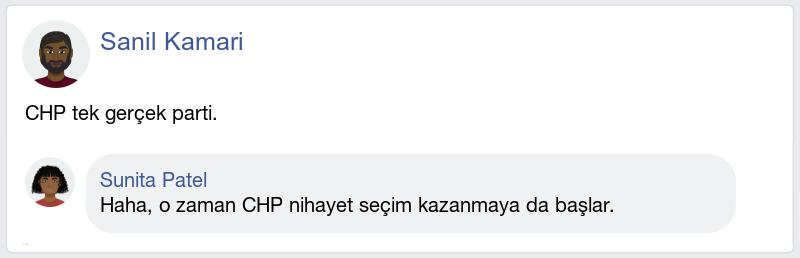 Sanil Kamari
CHP tek gerçek parti.
Sunita Patel
Haha, o zaman CHP nihayet seçim kazanmaya da başlar.